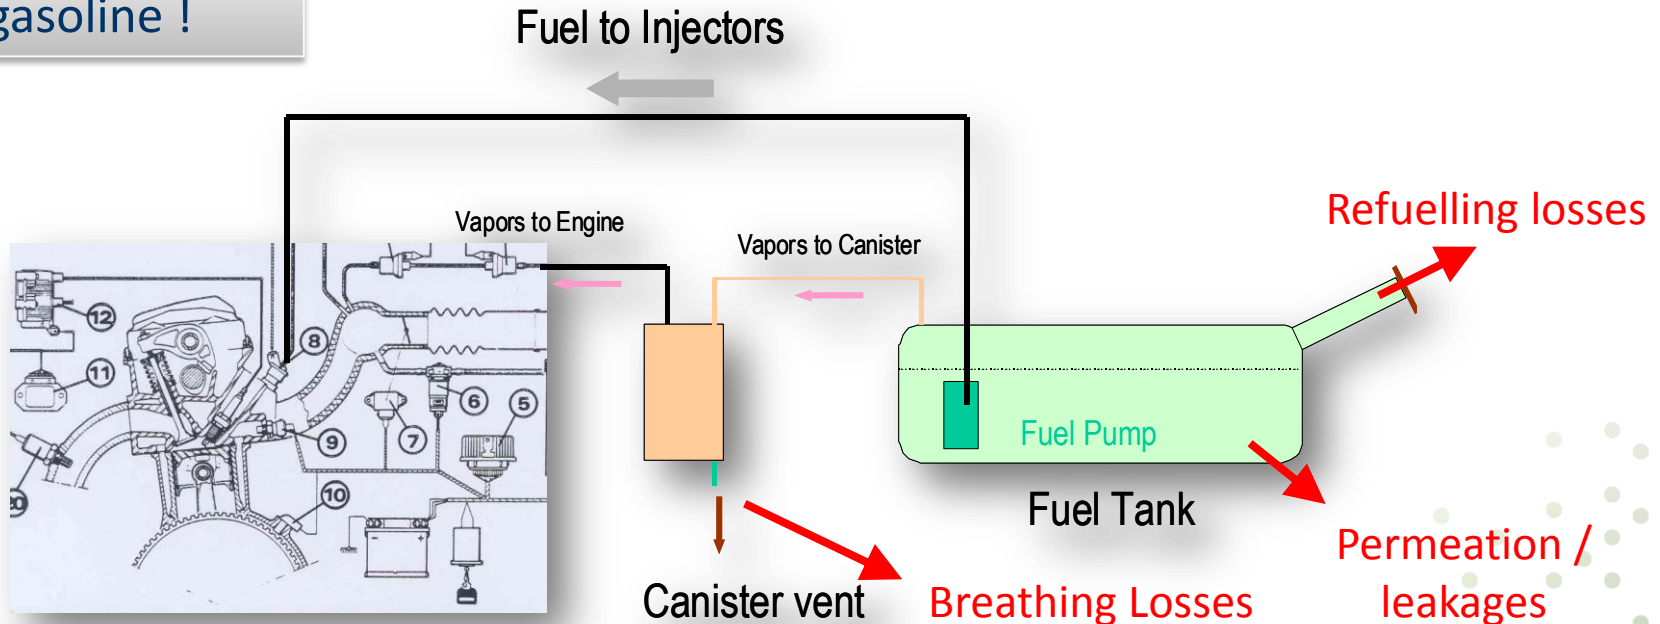 gasoline !
Fuel to Injectors
Vapors to Engine
Vapors to Canister
Refuelling losses
12
8
11
6
5
7
9
Fuel Pump
20
10
Fuel Tank
Permeation /
leakages
Canister vent
Breathing Losses